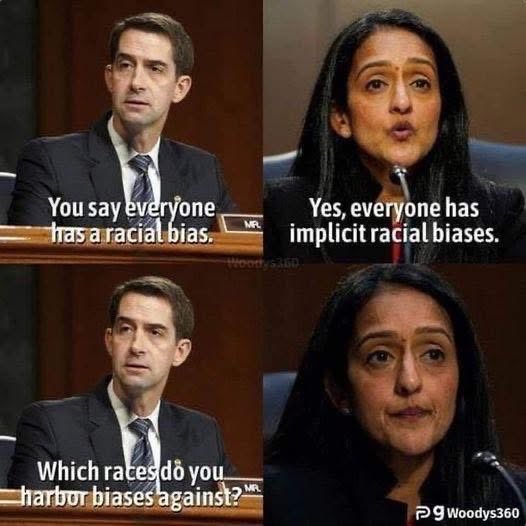 You say everyone
has a racial bias.
MR.
Yes, everyone has
implicit racial biases.
Woodys360
Which races do you
harbor biases against?
MR.
Woodys360